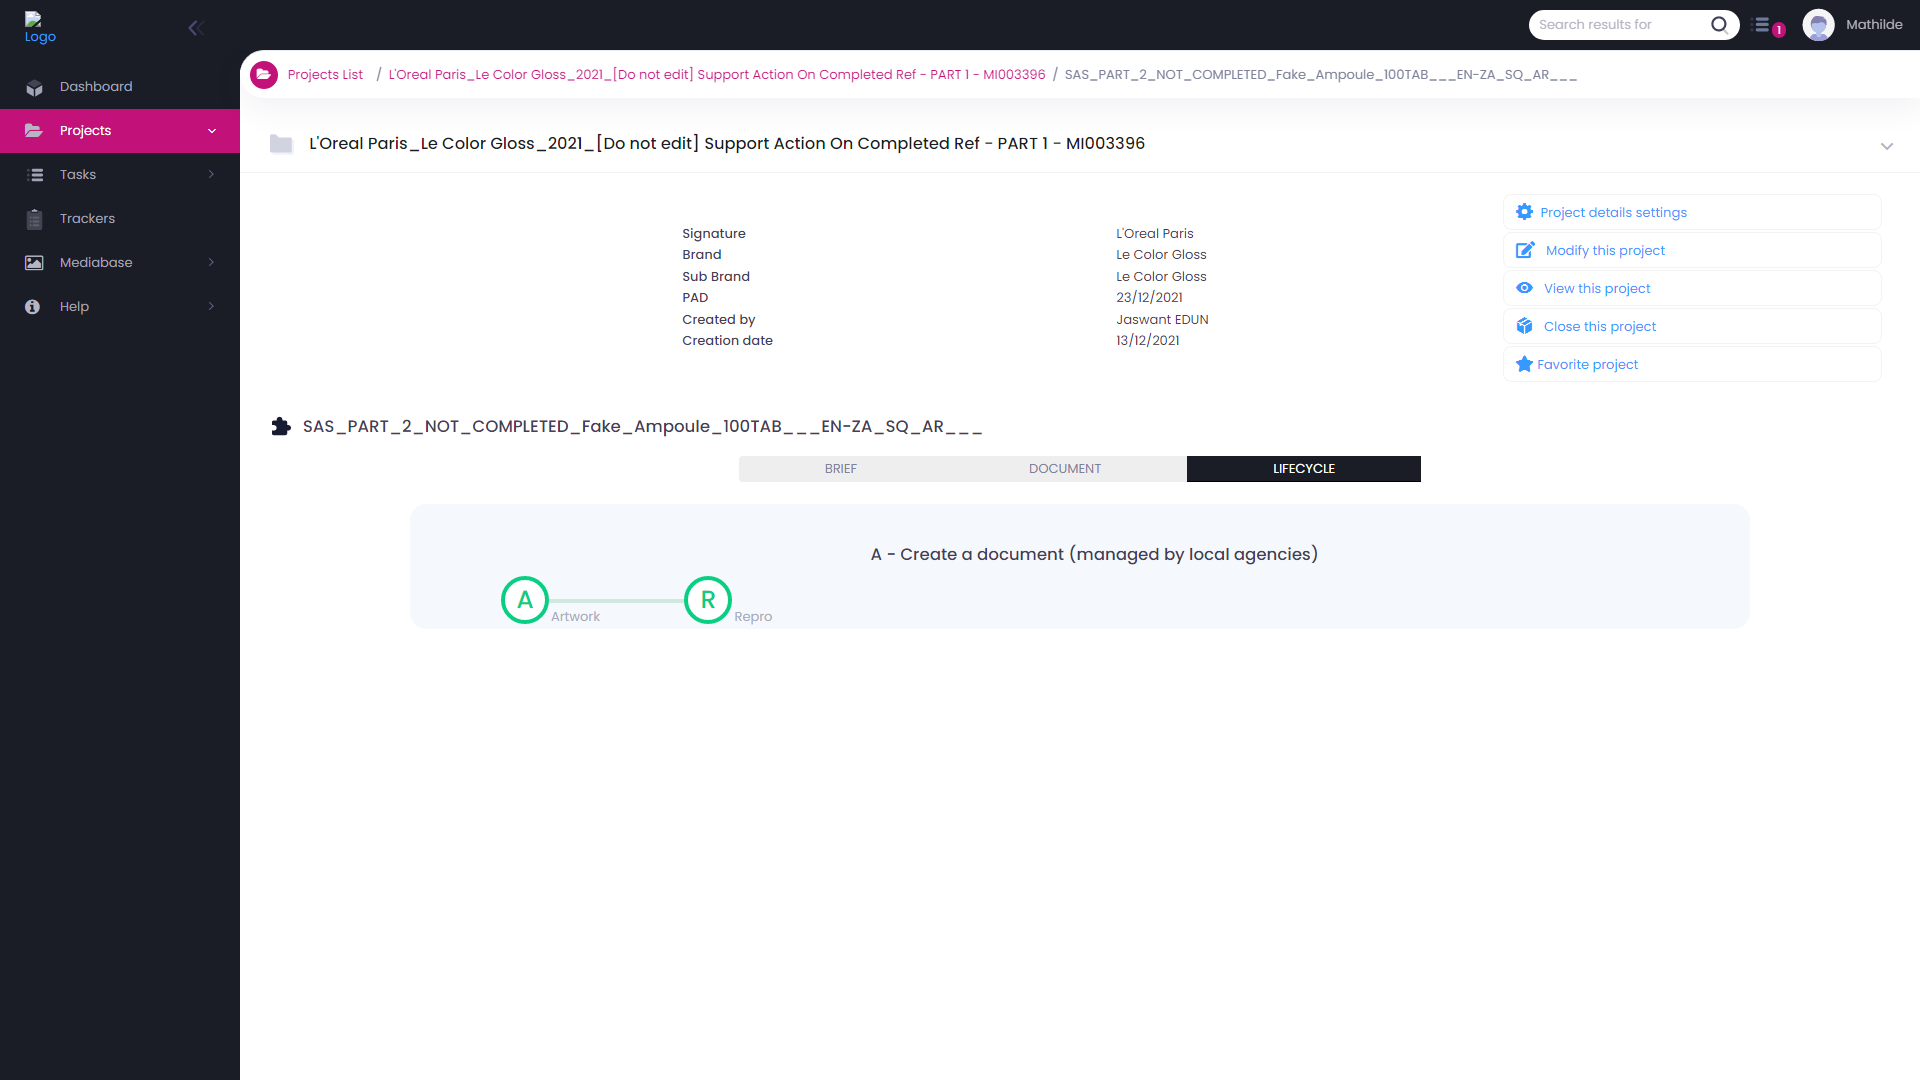 Logo
Search results for
1
Mathilde
Dashboard
Projects
Tasks
Trackers
Mediabase
Help
Projects List / L'Oreal Paris_Le Color Gloss_2021_[Do not edit] Support Action On Completed Ref - PART 1 - MI003396 / SAS_PART_2_NOT_COMPLETED_Fake_Ampoule_100TAB___EN-ZA_SQ_AR___
L'Oreal Paris_Le Color Gloss_2021_[Do not edit] Support Action On Completed Ref - PART 1 - MI003396
Signature L'Oreal Paris
Brand Le Color Gloss
Sub Brand Le Color Gloss
PAD 23/12/2021
Created by Jaswant EDUN
Creation date 13/12/2021
Project details settings
Modify this project
View this project
Close this project
Favorite project
SAS_PART_2_NOT_COMPLETED_Fake_Ampoule_100TAB___EN-ZA_SQ_AR___
BRIEF DOCUMENT LIFECYCLE
A - Create a document (managed by local agencies)
A R
Artwork Repro